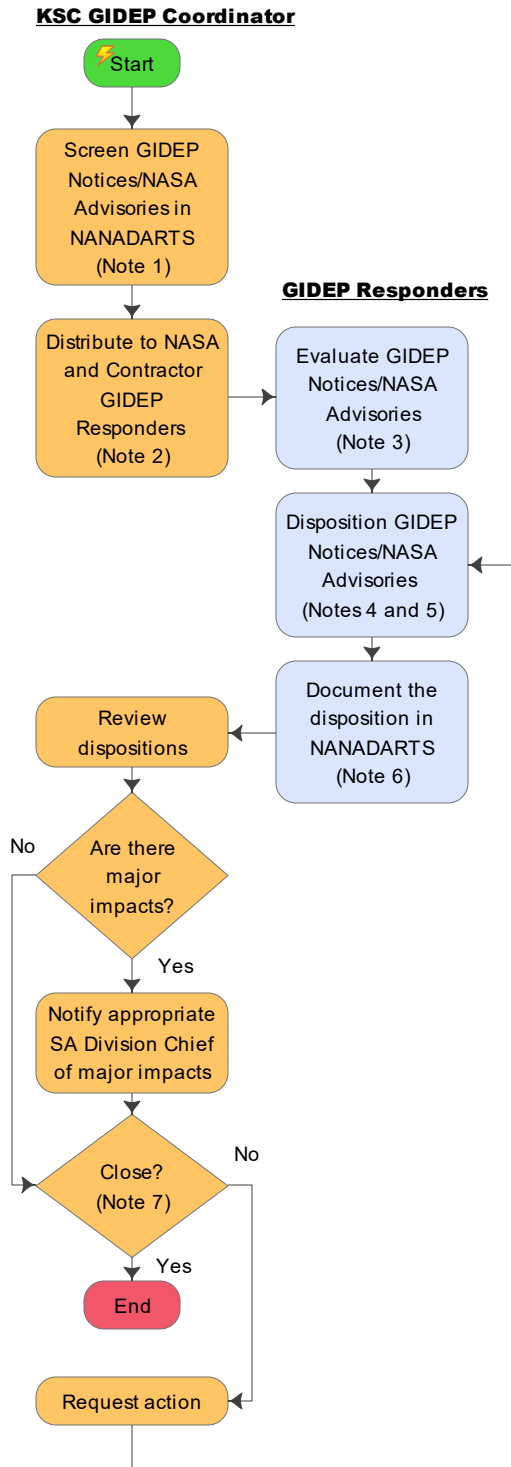 KSC GIDEP Coordinator
Start
Screen GIDEP
Notices/NASA
Advisories in
NANADARTS
(Note 1)
GIDEP Responders
Distribute to NASA
and Contractor
GIDEP
Responders
(Note 2)
Evaluate GIDEP
Notices/NASA
Advisories
(Note 3)
Disposition GIDEP
Notices/NASA
Advisories
(Notes 4 and 5)
Document the
disposition in
NANADARTS
(Note 6)
Review
dispositions
Are there
major
impacts?
No
Yes
Notify appropriate
SA Division Chief
of major impacts
Close?
(Note 7)
No
Yes
End
Request action